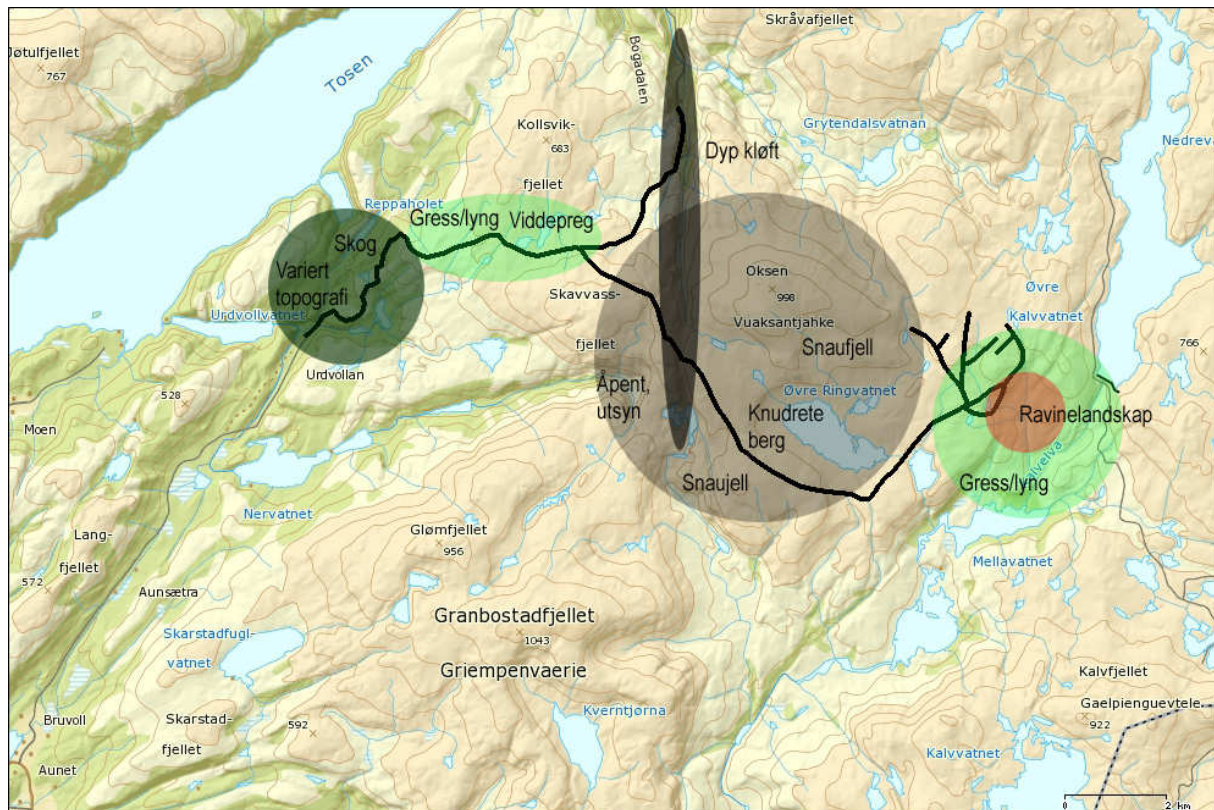 Skråvafjellet
Jøtulfjellet
767
Tosen
Bogadalen
Kollsvik-
683
fjellet
Grytendalsvatnan
Dyp kløft
Reppaholet
Gress/lyng Viddepreg
Skog
Variert
topografi
Urdvollvatnet
Urdvollan
Skavvass-
fjellet
Oksen
998
Vuaksantjahke
Snaufjell
Øvre
Kalvvatnet
766
528
Moen
Åpent,
utsyn
Øvre Ringvatnet
Knudrete
berg
Ravinelandskap
Snaujell
Gress/lyng
Nervatnet
Glømfjellet
956
Lang-
fjellet
572
Aunsætra
Mellavatnet
Granbostadfjellet
1043
Griempenvaerie
Skarstadfugl-
vatnet
Kalvfjellet
Gaelpienguevtele
922
Bruvoll
Skarstad-
fjellet
592
Kverntjørna
Kalvvatnet
Aunet
0 2 km